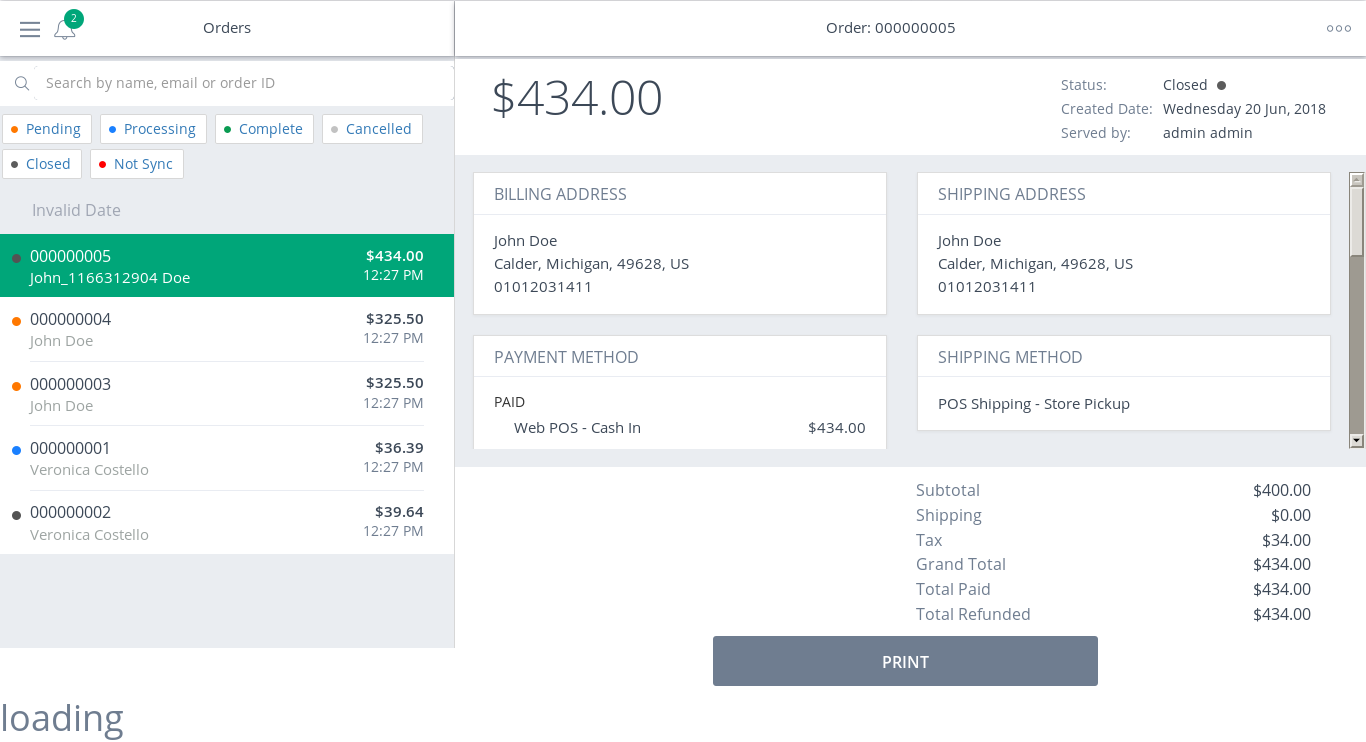 2
Orders
Order: 000000005
Search by name, email or order ID
Pending
Processing
Complete
Cancelled
Closed
Not Sync
Invalid Date
000000005 $434.00
John_1166312904 Doe 12:27 PM
000000004 $325.50
John Doe 12:27 PM
000000003 $325.50
John Doe 12:27 PM
000000001 $36.39
Veronica Costello 12:27 PM
000000002 $39.64
Veronica Costello 12:27 PM
$434.00
Status: Closed
Created Date: Wednesday 20 Jun, 2018
Served by: admin admin
BILLING ADDRESS
John Doe
Calder, Michigan, 49628, US
01012031411
SHIPPING ADDRESS
John Doe
Calder, Michigan, 49628, US
01012031411
PAYMENT METHOD
PAID
Web POS - Cash In $434.00
SHIPPING METHOD
POS Shipping - Store Pickup
Subtotal $400.00
Shipping $0.00
Tax $34.00
Grand Total $434.00
Total Paid $434.00
Total Refunded $434.00
PRINT
loading